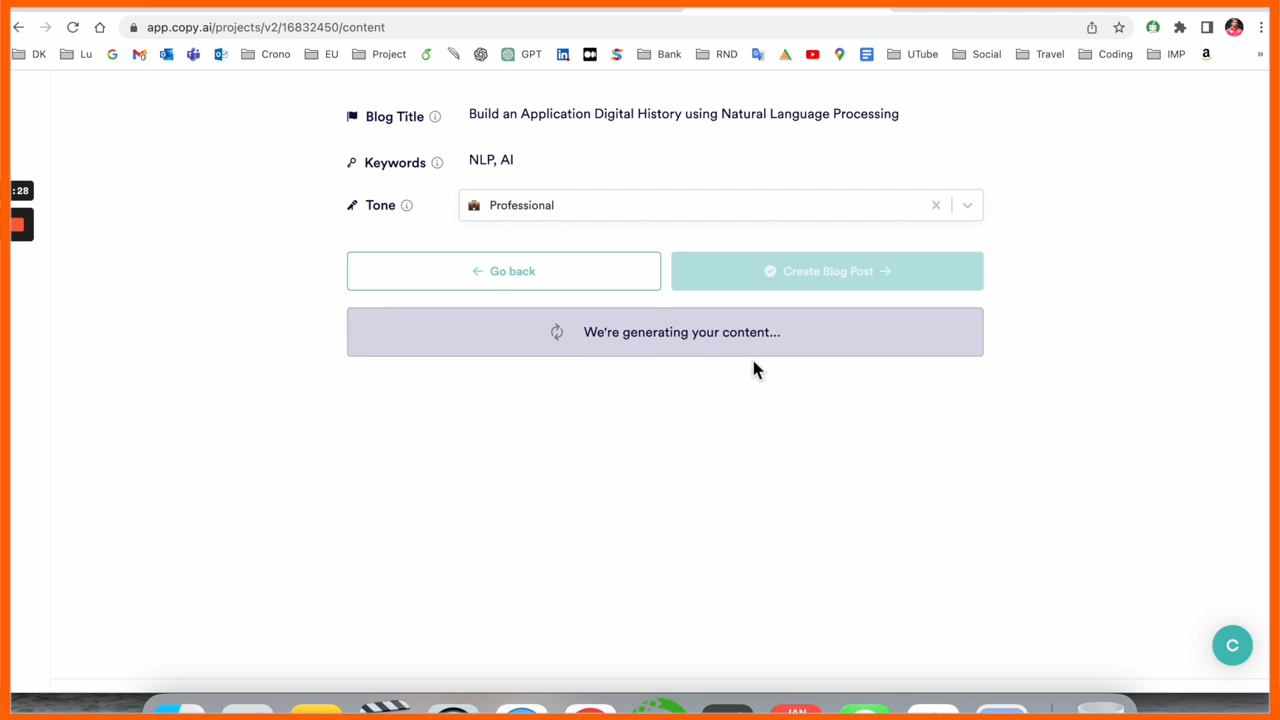 app.copy.ai/projects/v2/16832450/content
DK Lu Crono EU Project GPT Bank RND UTube Social Travel Coding IMP »
Blog Title Build an Application Digital History using Natural Language Processing
Keywords NLP, AI
:28
Tone Professional
← Go back Create Blog Post →
We're generating your content...
C
JAN